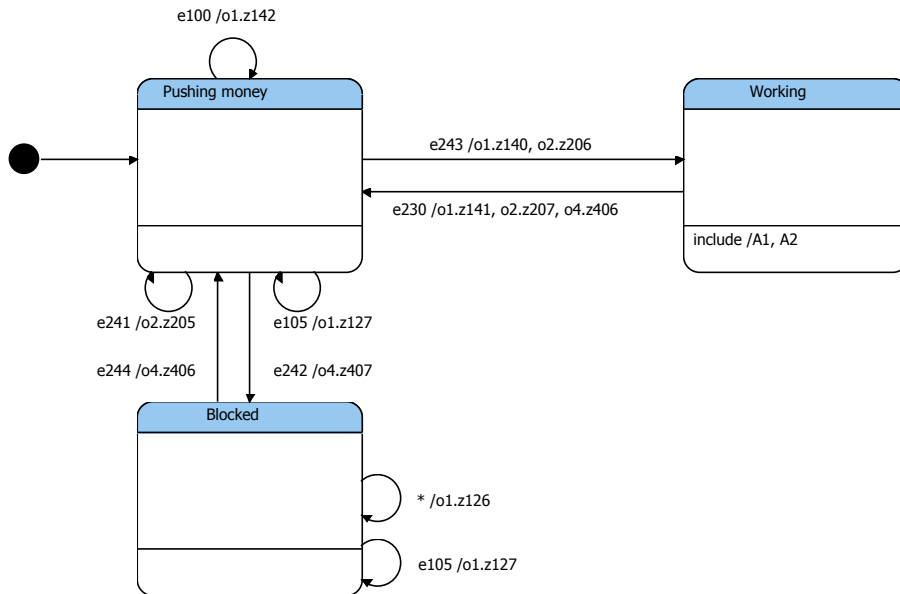 e100 /o1.z142
Pushing money
Working
e243 /o1.z140, o2.z206
e230 /o1.z141, o2.z207, o4.z406
include /A1, A2
e241 /o2.z205
e105 /o1.z127
e244 /o4.z406
e242 /o4.z407
Blocked
* /o1.z126
e105 /o1.z127